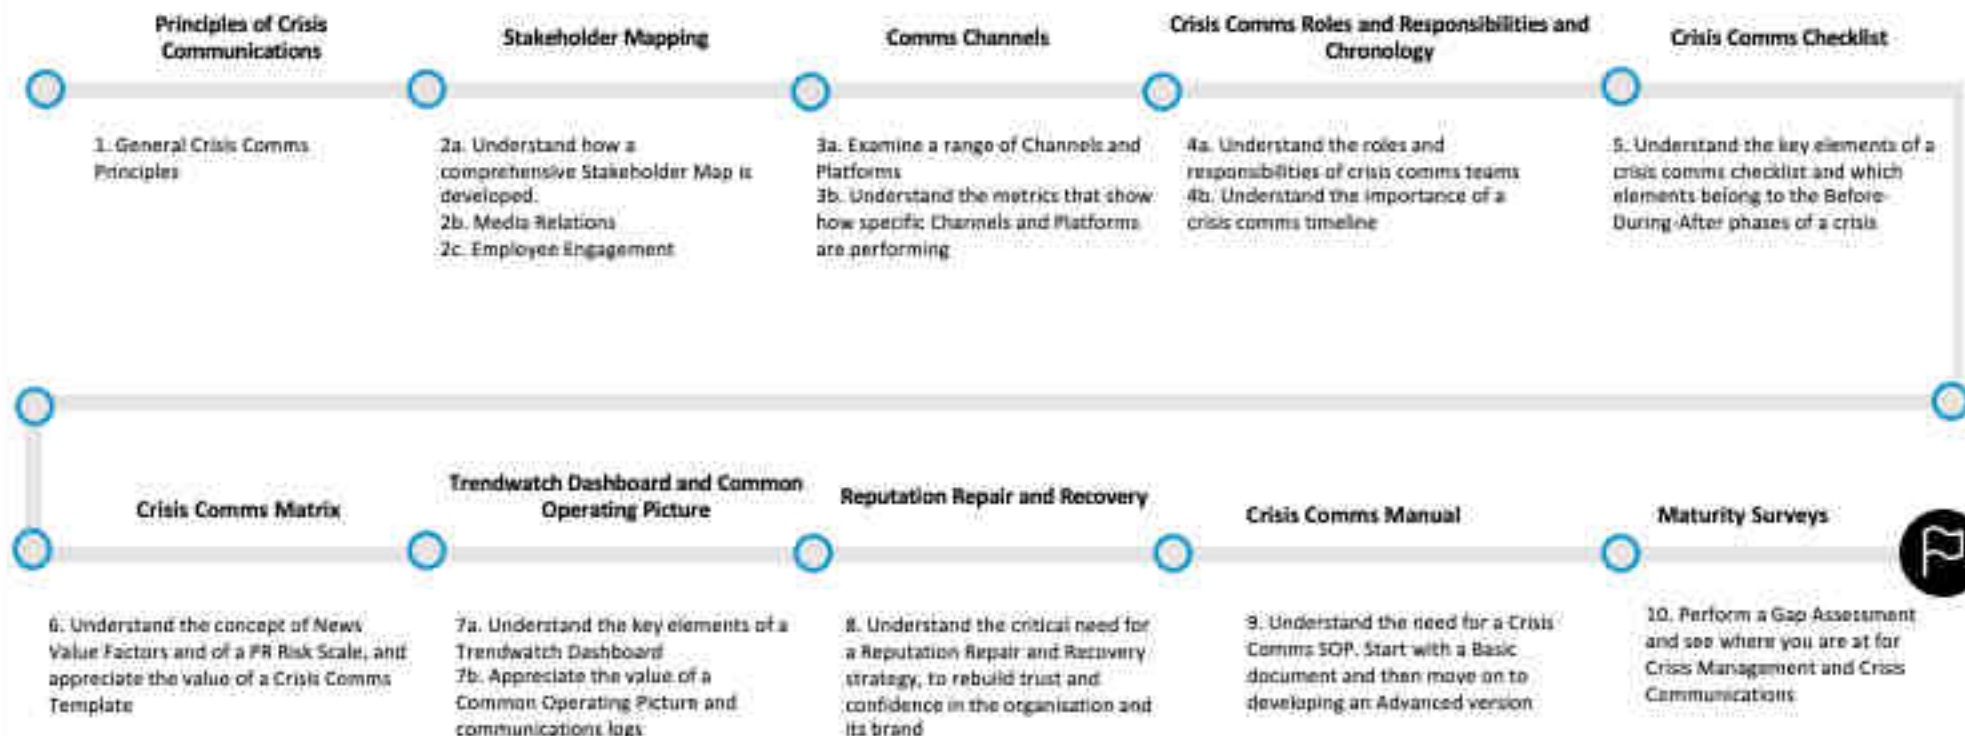 Principles of Crisis
Communications
Stakeholder Mapping
Comms Channels
Crisis Comms Roles and Responsibilities and
Chronology
Crisis Comms Checklist
1. General Crisis Comms
Principles
2a. Understand how a
comprehensive Stakeholder Map is
developed.
2b. Media Relations
2c. Employee Engagement
3a. Examine a range of Channels and
Platforms
3b. Understand the metrics that show
how specific Channels and Platforms
are performing
4a. Understand the roles and
responsibilities of crisis comms teams
4b. Understand the importance of a
crisis comms timeline
5. Understand the key elements of a
crisis comms checklist and which
elements belong to the Before-
During-After phases of a crisis
Crisis Comms Matrix
Trendwatch Dashboard and Common
Operating Picture
Reputation Repair and Recovery
Crisis Comms Manual
Maturity Surveys
6. Understand the concept of News
Value Factors and of a PR Risk Scale, and
appreciate the value of a Crisis Comms
Template
7a. Understand the key elements of a
Trendwatch Dashboard
7b. Appreciate the value of a
Common Operating Picture and
communications logs
8. Understand the critical need for
a Reputation Repair and Recovery
strategy, to rebuild trust and
confidence in the organisation and
its brand
9. Understand the need for a Crisis
Comms SOP. Start with a Basic
document and then move on to
developing an Advanced version
10. Perform a Gap Assessment
and see where you are at for
Crisis Management and Crisis
Communications